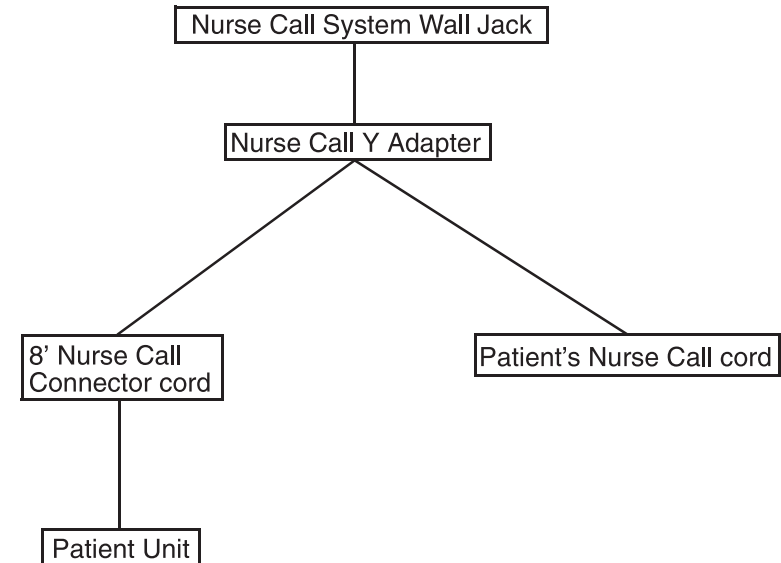 Nurse Call System Wall Jack
Nurse Call Y Adapter
8’ Nurse Call
Connector cord
Patient’s Nurse Call cord
Patient Unit